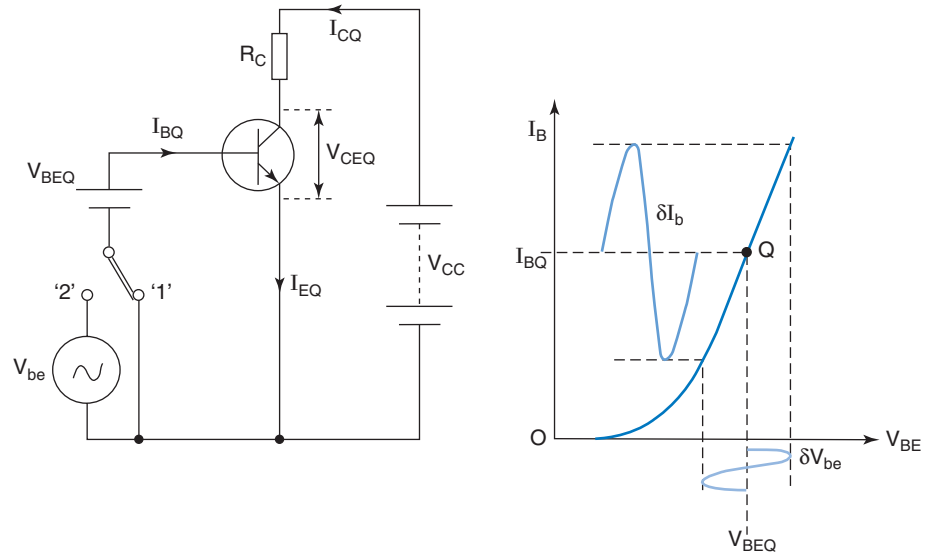 I_CQ
R_C
I_BQ
V_BEQ
V_CEQ
V_CC
I_EQ
'2'
'1'
V_be
I_B
δI_b
I_BQ
Q
O
V_BE
δV_be
V_BEQ